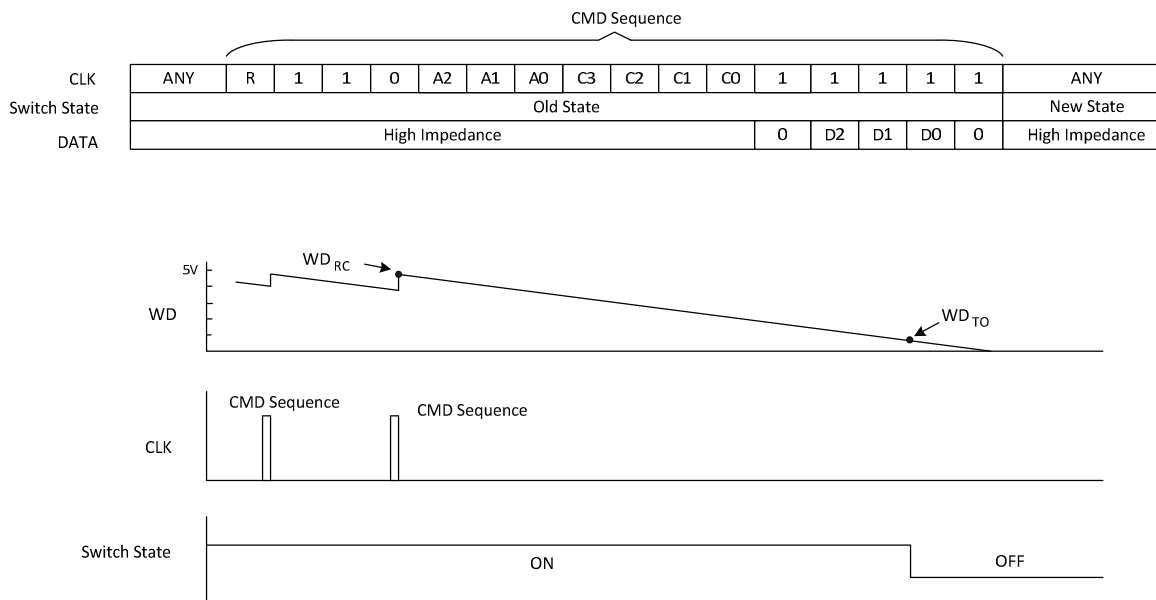 CMD Sequence
CLK ANY R 1 1 0 A2 A1 A0 C3 C2 C1 C0 1 1 1 1 1 ANY
Switch State Old State New State
DATA High Impedance 0 D2 D1 D0 0 High Impedance
5V
WD RC
WD
WD TO
CMD Sequence
CMD Sequence
CLK
Switch State
ON
OFF